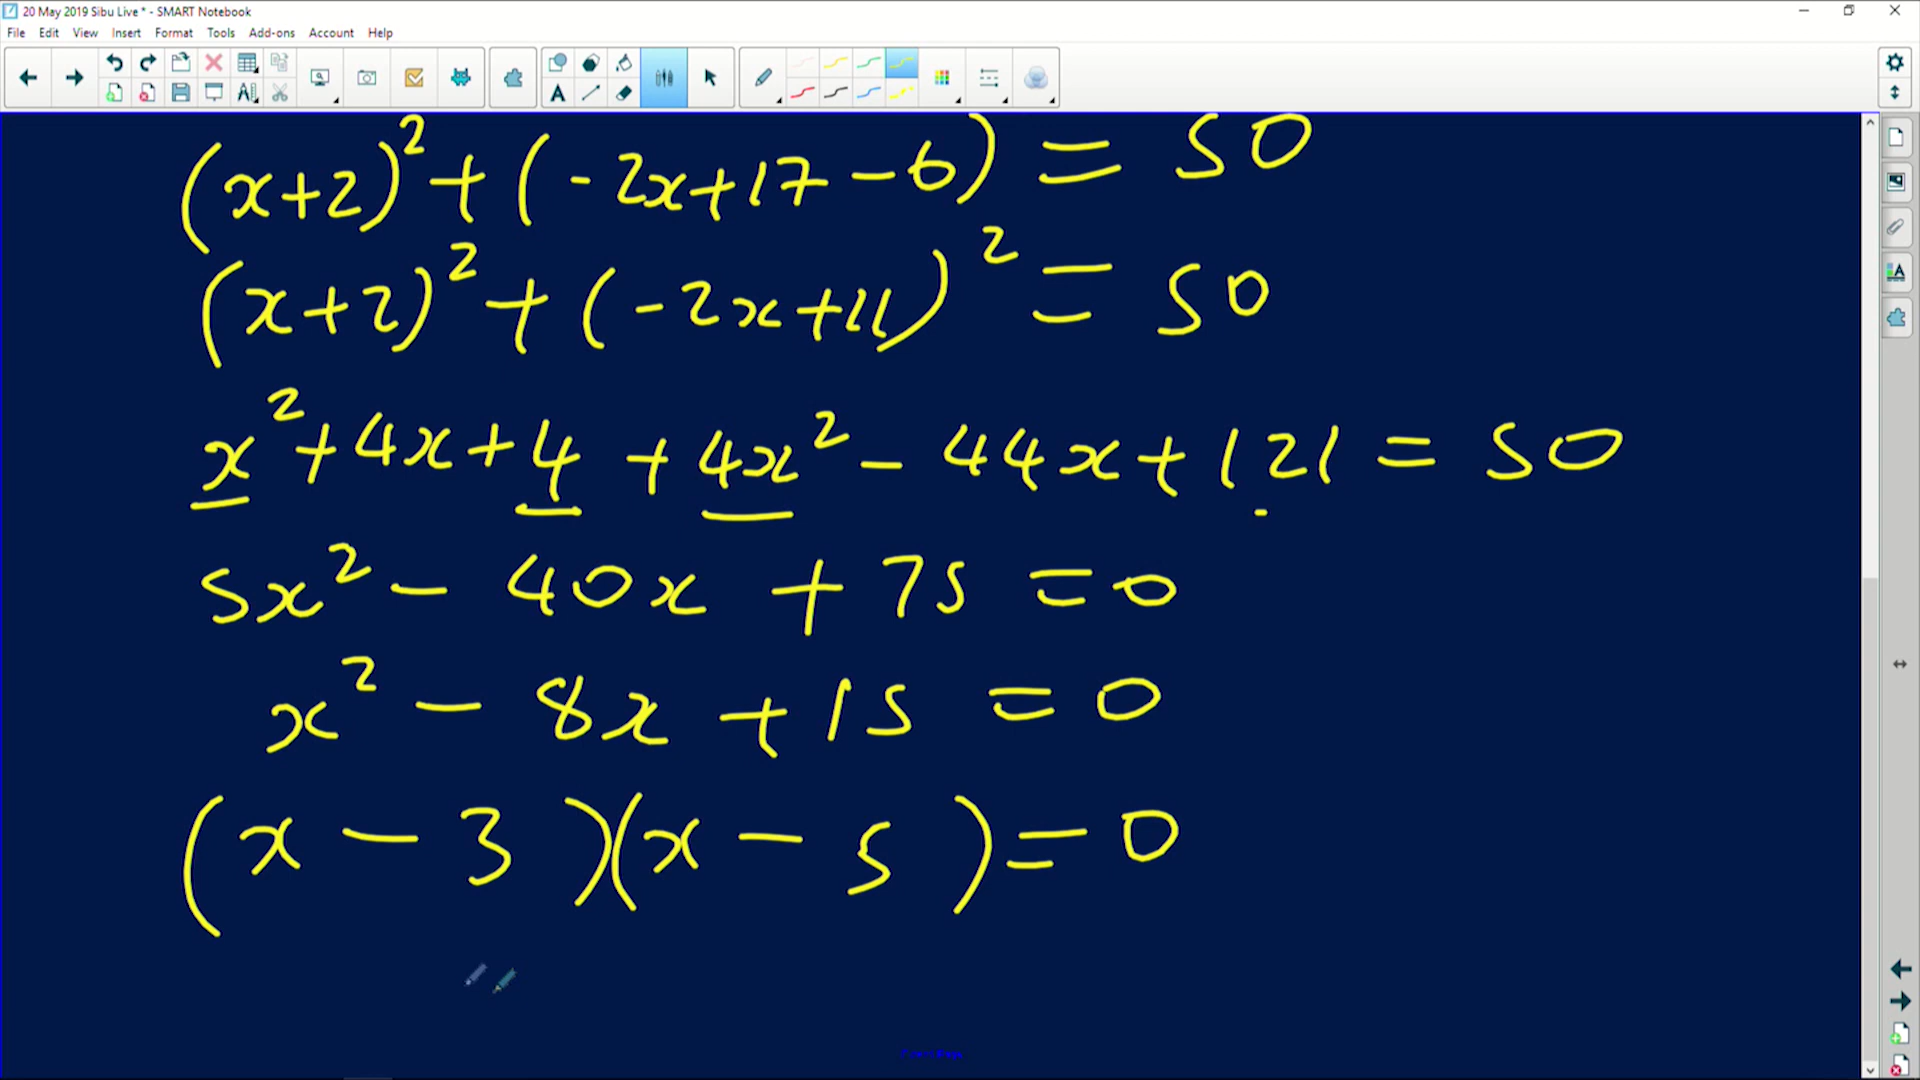 20 May 2019 Sibu Live * - SMART Notebook
File Edit View Insert Format Tools Add-ons Account Help
(x+2)² + (-2x+17-6) = 50
(x+2)² + (-2x+11)² = 50
x² + 4x + 4 + 4x² - 44x + 121 = 50
5x² - 40x + 75 = 0
x² - 8x + 15 = 0
(x - 3)(x - 5) = 0